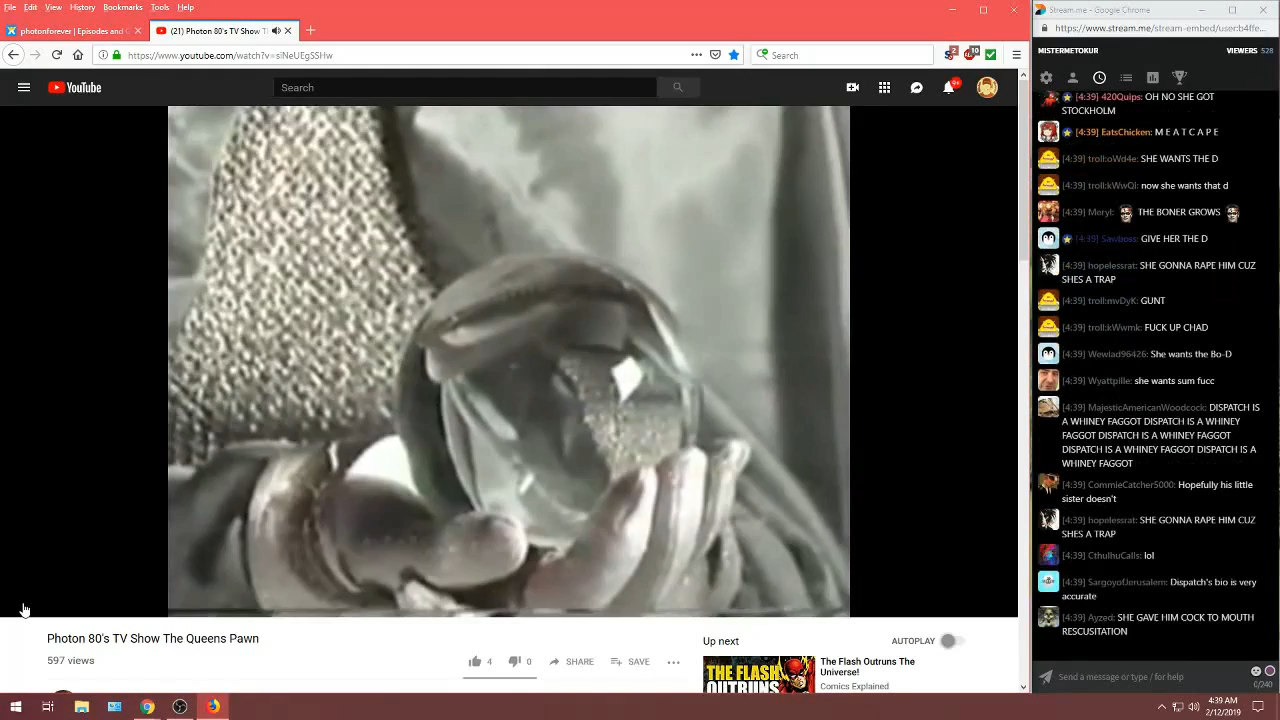 File Edit View History Bookmarks Tools Help
Stream.me - Google Chrome
photonforever | Episodes and C
(21) Photon 80's TV Show T
https://www.stream.me/stream-embed/user:b4ffe...
https://www.youtube.com/watch?v=siNeUEgSSHw
Search
MISTERMETOKUR
VIEWERS 528
YouTube
Search
9+
[4:39] 420Quips: OH NO SHE GOT
STOCKHOLM
[4:39] EatsChicken: M E A T C A P E
[4:39] troll:oWd4e: SHE WANTS THE D
[4:39] troll:kWwQl: now she wants that d
[4:39] Meryl: THE BONER GROWS
[4:39] Sawboss: GIVE HER THE D
[4:39] hopelessrat: SHE GONNA RAPE HIM CUZ
SHES A TRAP
[4:39] troll:mvDyK: GUNT
[4:39] troll:kWwmk: FUCK UP CHAD
[4:39] Wewlad96426: She wants the Bo-D
[4:39] Wyattpille: she wants sum fucc
[4:39] MajesticAmericanWoodcock: DISPATCH IS
A WHINEY FAGGOT DISPATCH IS A WHINEY
FAGGOT DISPATCH IS A WHINEY FAGGOT
DISPATCH IS A WHINEY FAGGOT DISPATCH IS A
WHINEY FAGGOT
[4:39] CommieCatcher5000: Hopefully his little
sister doesn't
[4:39] hopelessrat: SHE GONNA RAPE HIM CUZ
SHES A TRAP
[4:39] CthulhuCalls: lol
[4:39] SargoyofJerusalem: Dispatch's bio is very
accurate
[4:39] Ayzed: SHE GAVE HIM COCK TO MOUTH
RESCUSITATION
Send a message or type / for help
0/240
Photon 80's TV Show The Queens Pawn
597 views
4
0
SHARE
SAVE
Up next
AUTOPLAY
THE FLASH
OUTRUNS
The Flash Outruns The
Universe!
Comics Explained
4:39 AM
2/12/2019